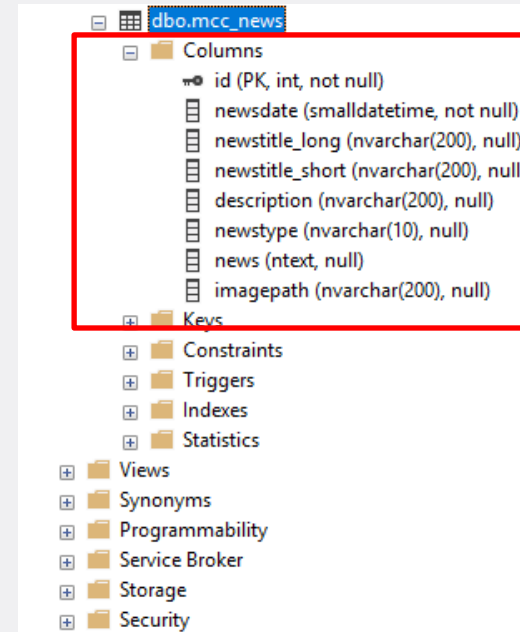 dbo.mcc_news
Columns
id (PK, int, not null)
newsdate (smalldatetime, not null)
newstitle_long (nvarchar(200), null)
newstitle_short (nvarchar(200), null
description (nvarchar(200), null)
newstype (nvarchar(10), null)
news (ntext, null)
imagepath (nvarchar(200), null)
Keys
Constraints
Triggers
Indexes
Statistics
Views
Synonyms
Programmability
Service Broker
Storage
Security